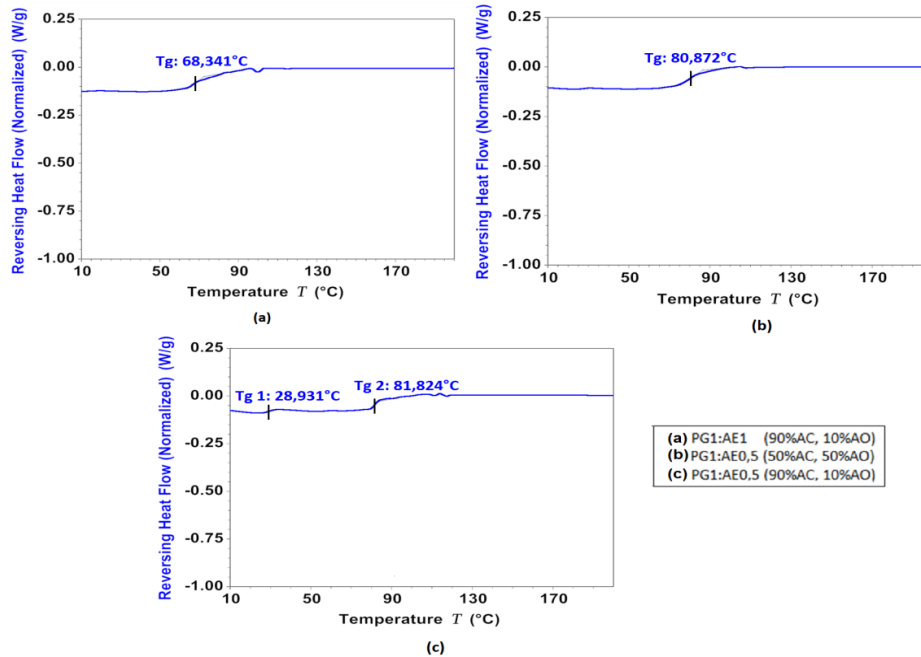 0.25
0.00
-0.25
-0.50
-0.75
-1.00
Reversing Heat Flow (Normalized) (W/g)
Tg: 68,341°C
10 50 90 130 170
Temperature T (°C)
(a)
0.25
0.00
-0.25
-0.50
-0.75
-1.00
Reversing Heat Flow (Normalized) (W/g)
Tg: 80,872°C
10 50 90 130 170
Temperature T (°C)
(b)
0.25
0.00
-0.25
-0.50
-0.75
-1.00
Reversing Heat Flow (Normalized) (W/g)
Tg 1: 28,931°C
Tg 2: 81,824°C
10 50 90 130 170
Temperature T (°C)
(c)
(a) PG1:AE1 (90%AC, 10%AO)
(b) PG1:AE0,5 (50%AC, 50%AO)
(c) PG1:AE0,5 (90%AC, 10%AO)